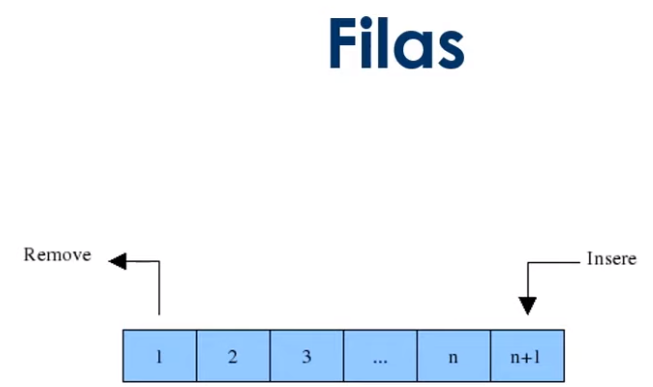 Filas
Remove
Insere
1 2 3 ... n n+1